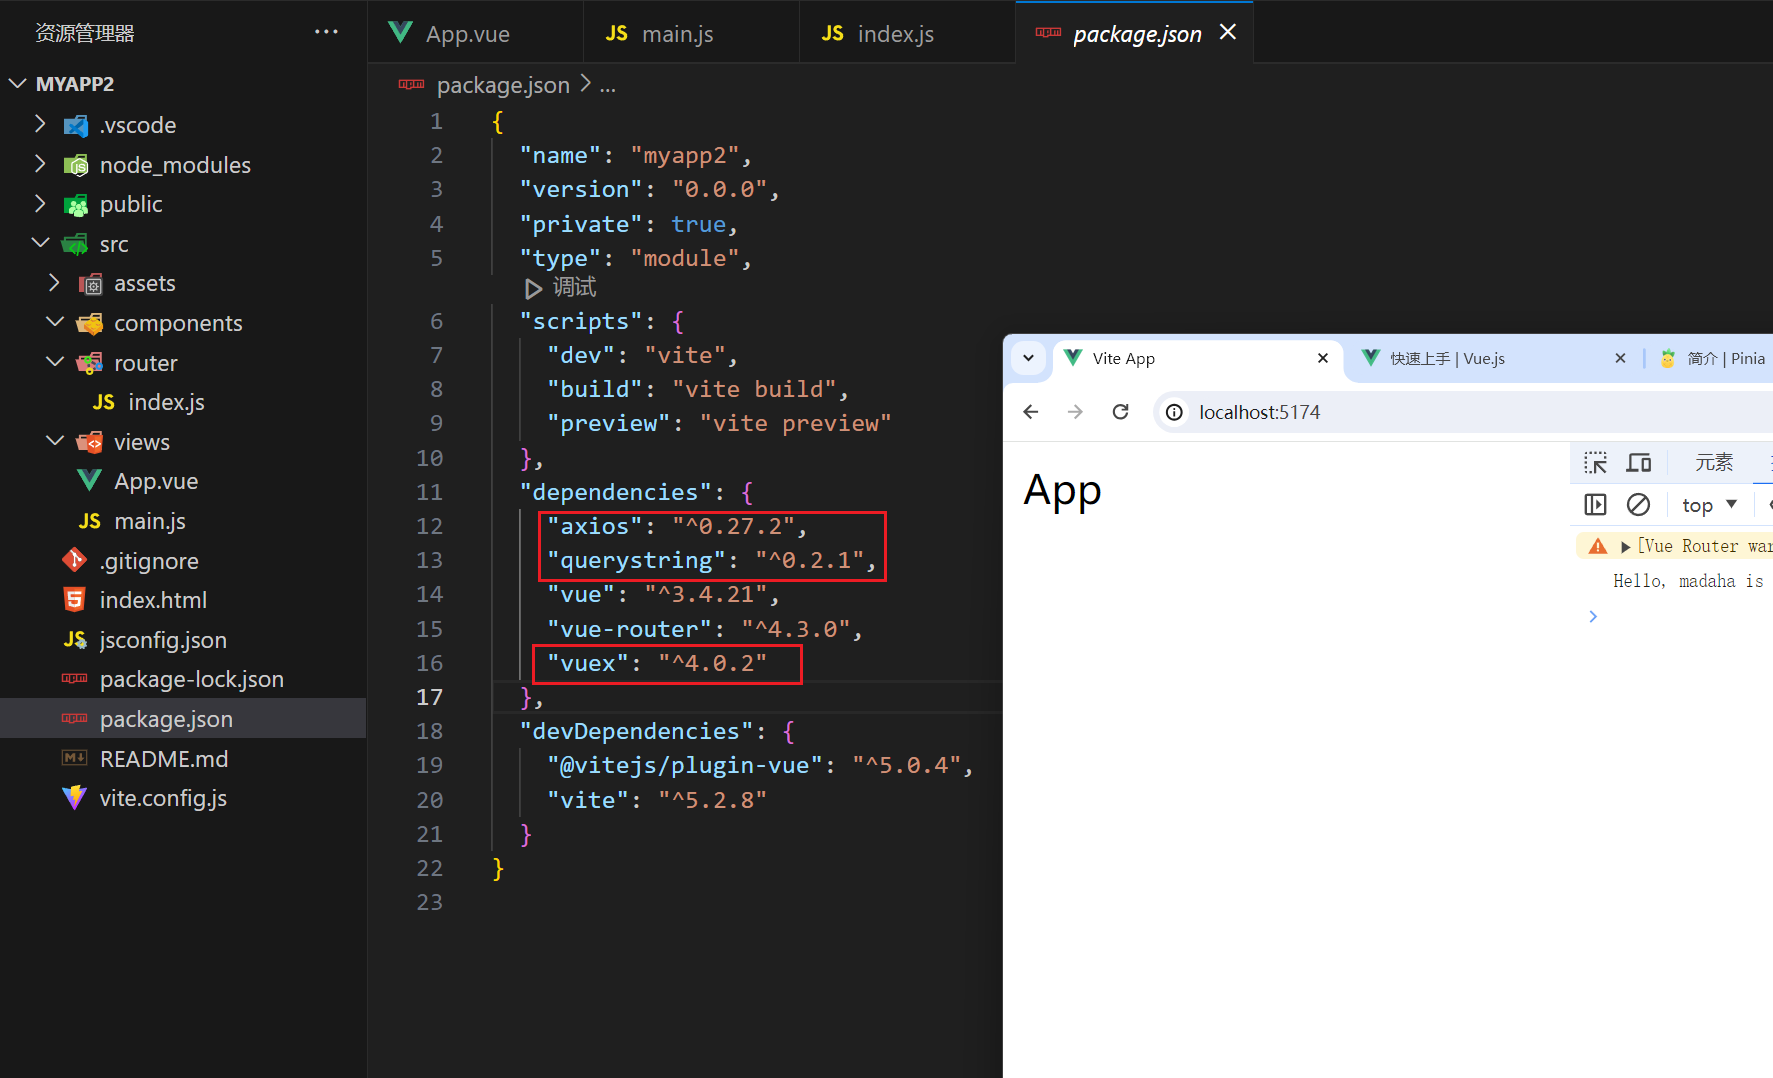 资源管理器
MYAPP2
.vscode
node_modules
public
src
assets
components
router
JS index.js
views
App.vue
JS main.js
.gitignore
index.html
JS jsconfig.json
package-lock.json
package.json
README.md
vite.config.js
App.vue
JS main.js
JS index.js
package.json
package.json > ...
1 {
2 "name": "myapp2",
3 "version": "0.0.0",
4 "private": true,
5 "type": "module",
调试
6 "scripts": {
7 "dev": "vite",
8 "build": "vite build",
9 "preview": "vite preview"
10 },
11 "dependencies": {
12 "axios": "^0.27.2",
13 "querystring": "^0.2.1",
14 "vue": "^3.4.21",
15 "vue-router": "^4.3.0",
16 "vuex": "^4.0.2"
17 },
18 "devDependencies": {
19 "@vitejs/plugin-vue": "^5.0.4",
20 "vite": "^5.2.8"
21 }
22 }
23
Vite App
快速上手 | Vue.js
简介 | Pinia
localhost:5174
App
元素
top
[Vue Router war
Hello, madaha is